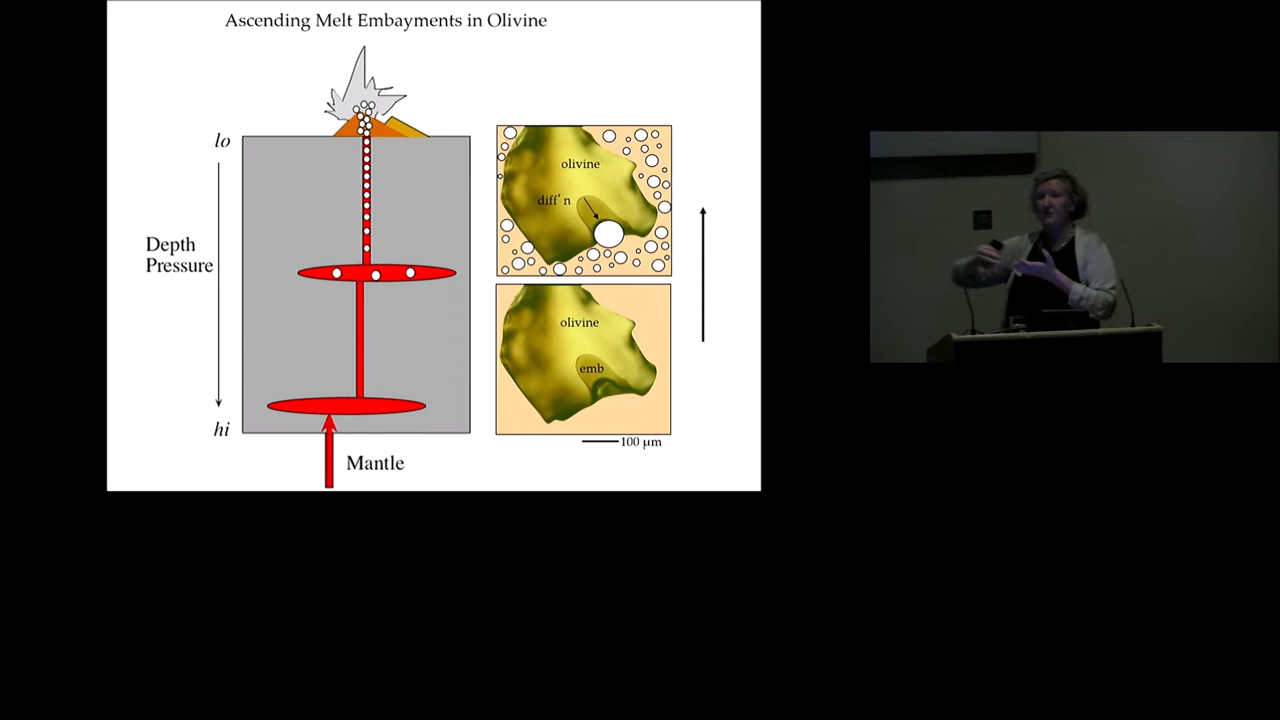 Ascending Melt Embayments in Olivine
lo
Depth
Pressure
hi
Mantle
olivine
diff'n
olivine
emb
100 µm